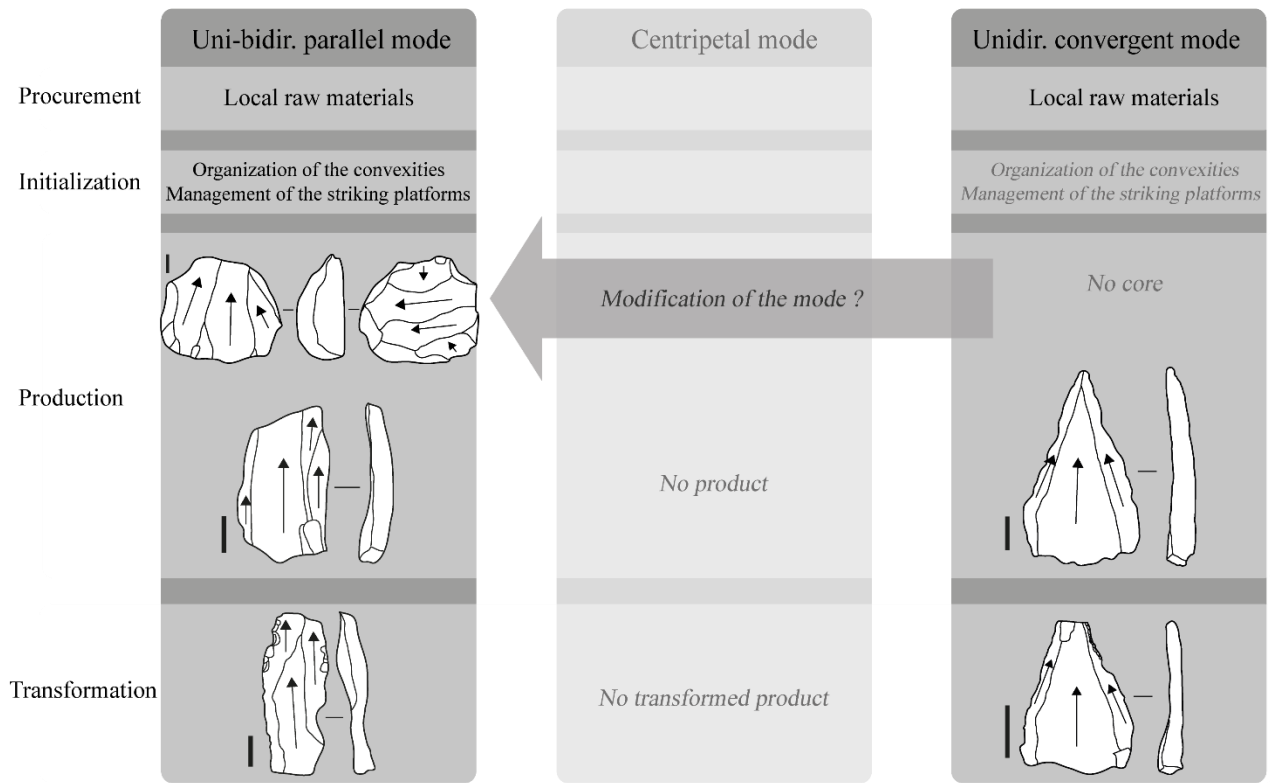 Uni-bidir. parallel mode
Centripetal mode
Unidir. convergent mode
Procurement
Local raw materials
Local raw materials
Initialization
Organization of the convexities
Management of the striking platforms
Organization of the convexities
Management of the striking platforms
Modification of the mode ?
No core
Production
No product
Transformation
No transformed product